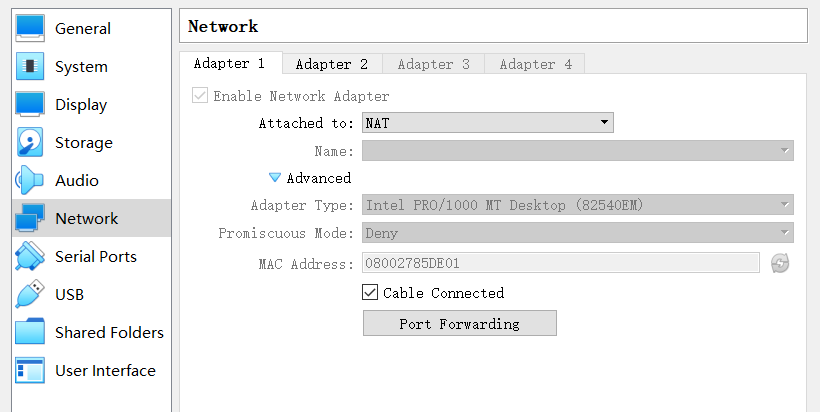 General
System
Display
Storage
Audio
Network
Serial Ports
USB
Shared Folders
User Interface
Network
Adapter 1 Adapter 2 Adapter 3 Adapter 4
Enable Network Adapter
Attached to: NAT
Name:
Advanced
Adapter Type: Intel PRO/1000 MT Desktop (82540EM)
Promiscuous Mode: Deny
MAC Address: 08002785DE01
Cable Connected
Port Forwarding